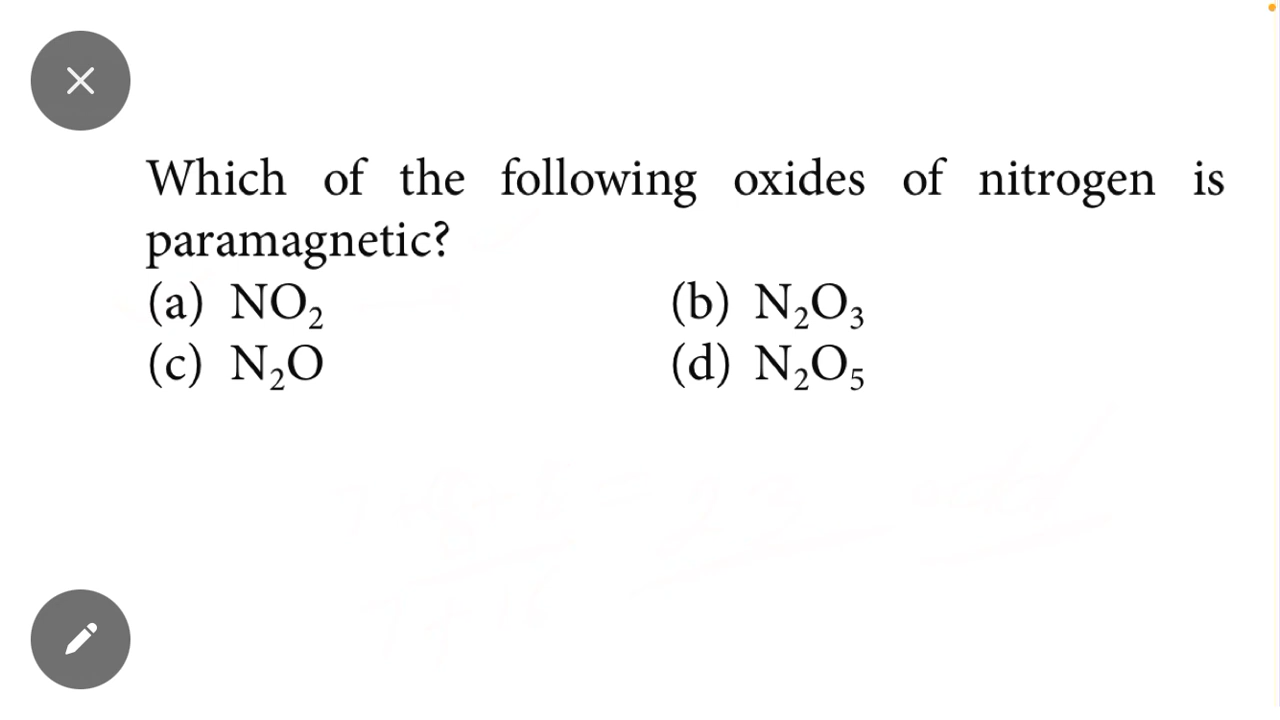 Which of the following oxides of nitrogen is
paramagnetic?
(a) NO₂ (b) N₂O₃
(c) N₂O (d) N₂O₅